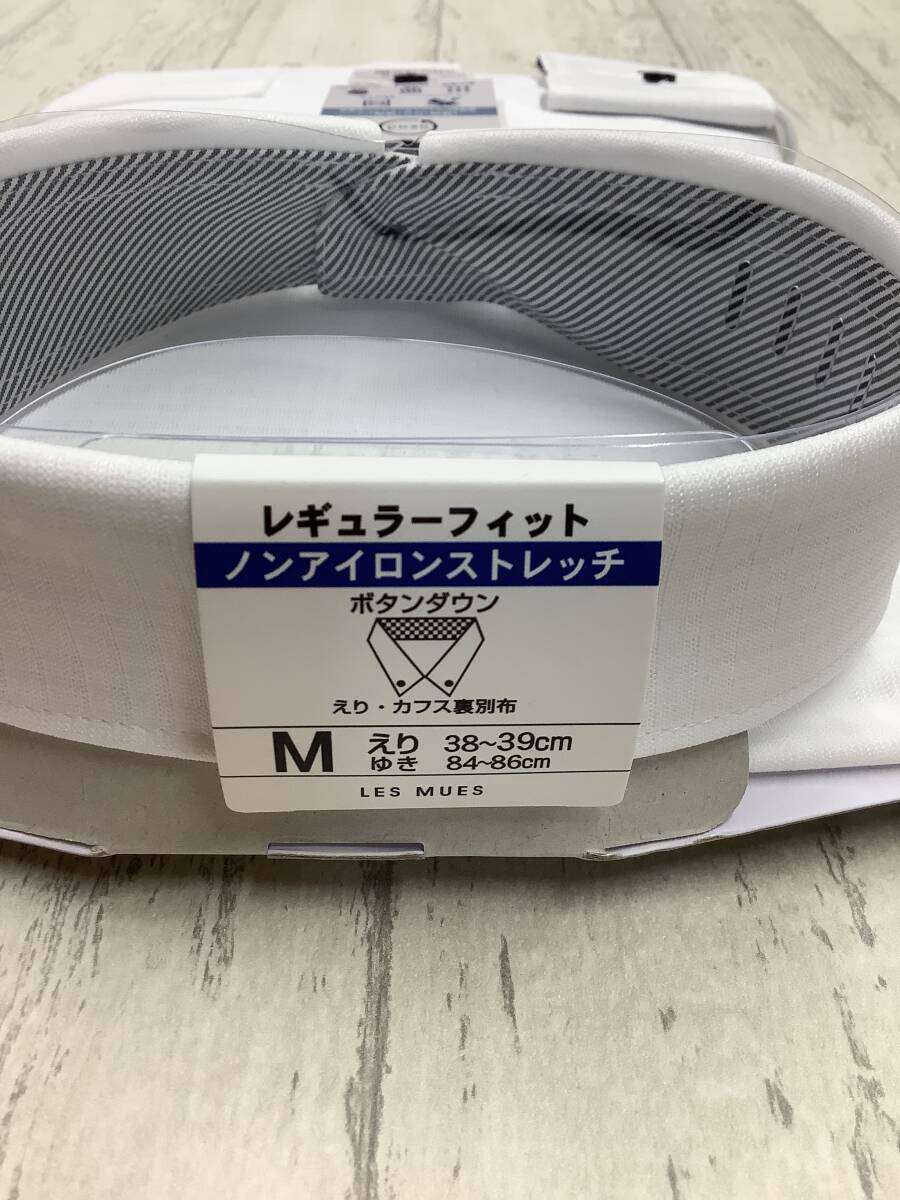 レギュラーフィット
ノンアイロンストレッチ
ボタンダウン
えり・カフス裏別布
M えり 38~39cm
ゆき 84~86cm
LES MUES